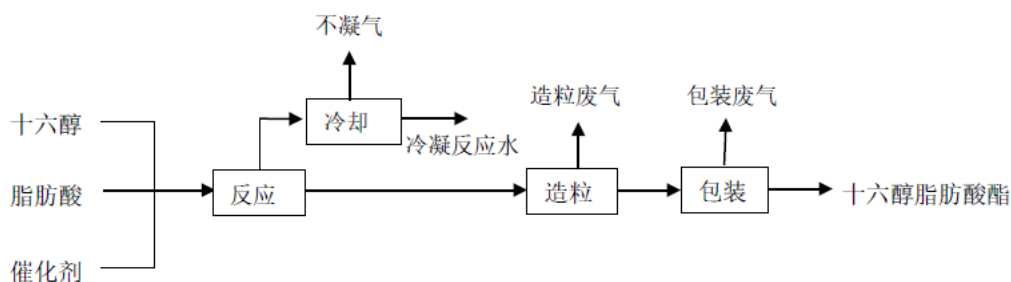 不凝气
造粒废气
包装废气
十六醇
冷却
冷凝反应水
脂肪酸
反应
造粒
包装
十六醇脂肪酸酯
催化剂